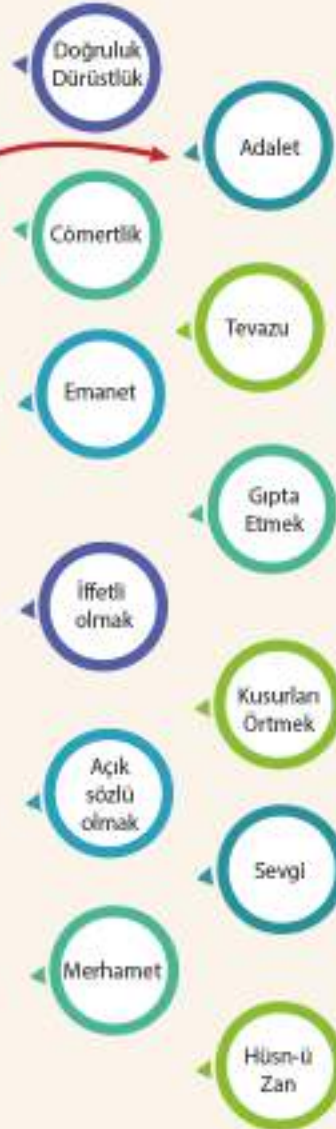 Doğruluk
Dürüstlük
Adalet
Cömertlik
Tevazu
Emanet
Gıpta
Etmek
İffetli
olmak
Kusurları
Örtmek
Açık
sözlü
olmak
Sevgi
Merhamet
Hüsn-ü
Zan